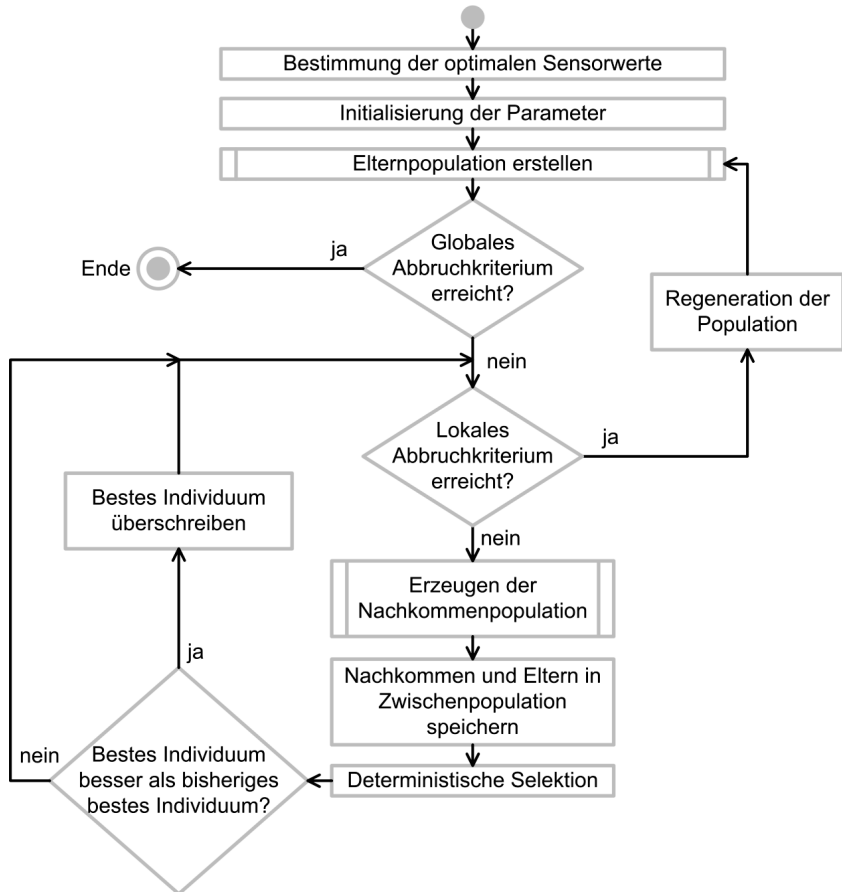 Bestimmung der optimalen Sensorwerte
Initialisierung der Parameter
Elternpopulation erstellen
Globales
Abbruchkriterium
erreicht?
ja
Ende
Regeneration der
Population
nein
Lokales
Abbruchkriterium
erreicht?
ja
Bestes Individuum
überschreiben
nein
Erzeugen der
Nachkommenpopulation
ja
Nachkommen und Eltern in
Zwischenpopulation
speichern
nein
Bestes Individuum
besser als bisheriges
bestes Individuum?
Deterministische Selektion